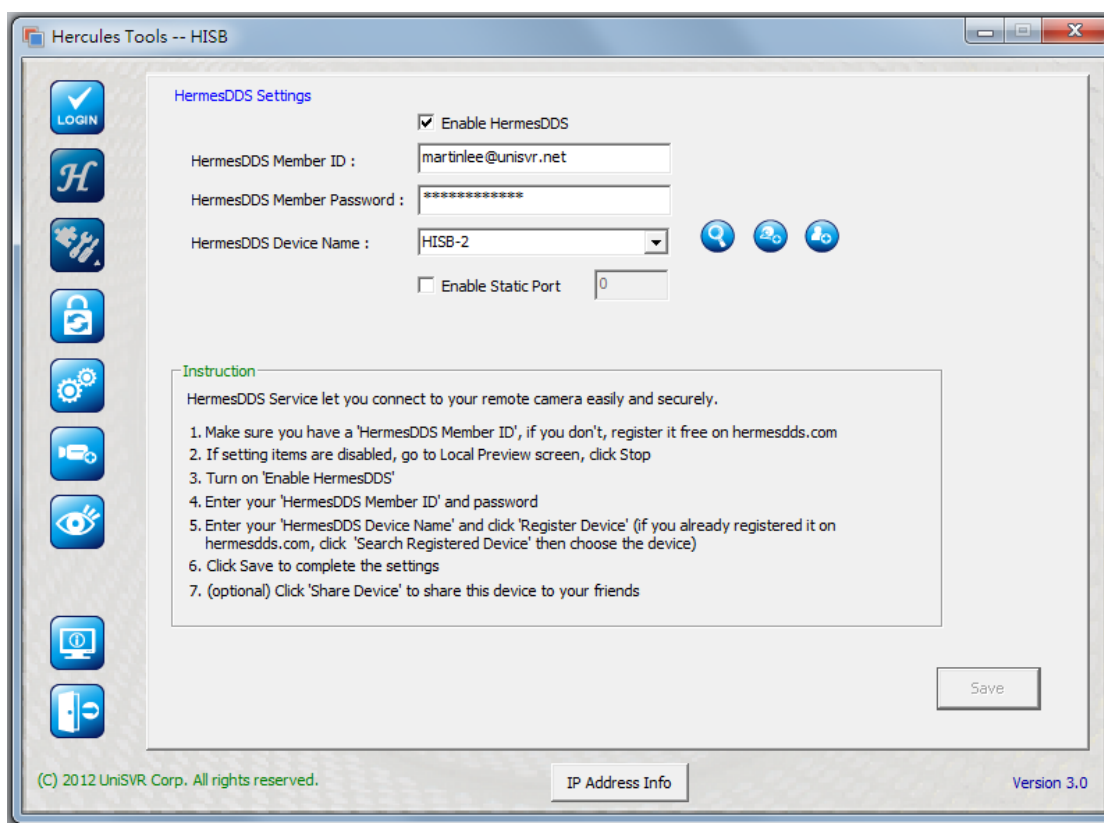 Hercules Tools -- HISB
LOGIN
H
HermesDDS Settings
Enable HermesDDS
HermesDDS Member ID :
martinlee@unisvr.net
HermesDDS Member Password :
************
HermesDDS Device Name :
HISB-2
Enable Static Port
0
Instruction
HermesDDS Service let you connect to your remote camera easily and securely.
1. Make sure you have a 'HermesDDS Member ID', if you don't, register it free on hermesdds.com
2. If setting items are disabled, go to Local Preview screen, click Stop
3. Turn on 'Enable HermesDDS'
4. Enter your 'HermesDDS Member ID' and password
5. Enter your 'HermesDDS Device Name' and click 'Register Device' (if you already registered it on
hermesdds.com, click 'Search Registered Device' then choose the device)
6. Click Save to complete the settings
7. (optional) Click 'Share Device' to share this device to your friends
Save
(C) 2012 UniSVR Corp. All rights reserved.
IP Address Info
Version 3.0